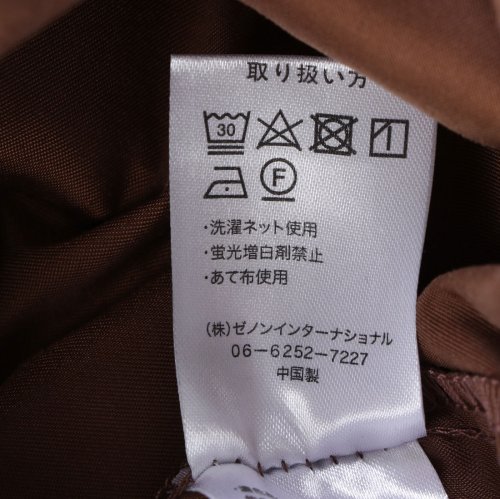 取り扱い方
30
F
・洗濯ネット使用
・蛍光増白剤禁止
・あて布使用
(株)ゼノンインターナショナル
06-6252-7227
中国製